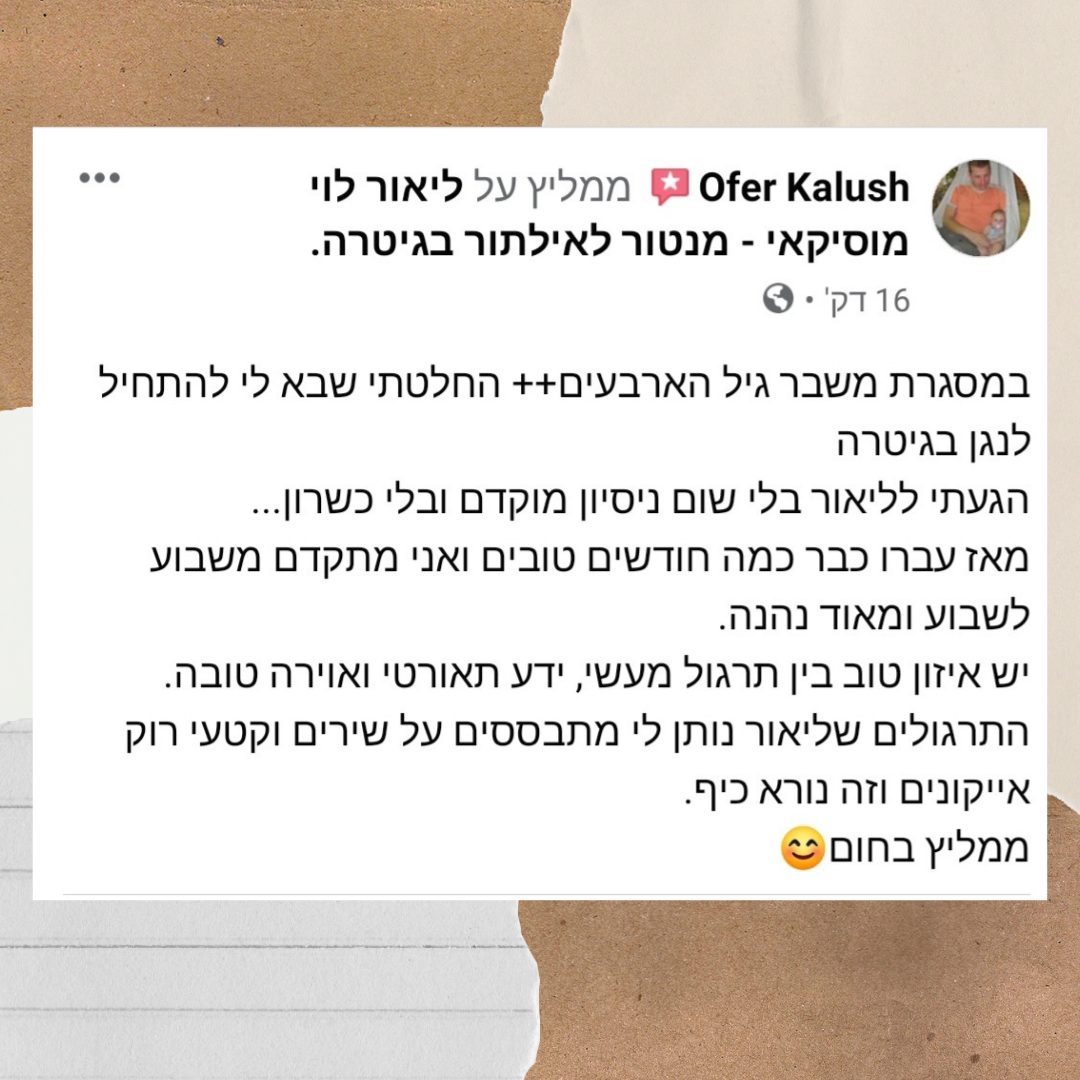 Ofer Kalush ממליץ על ליאור לוי
מוסיקאי - מנטור לאילתור בגיטרה.
16 דק' ·
במסגרת משבר גיל הארבעים++ החלטתי שבא לי להתחיל
לנגן בגיטרה
הגעתי לליאור בלי שום ניסיון מוקדם ובלי כשרון...
מאז עברו כבר כמה חודשים טובים ואני מתקדם משבוע
לשבוע ומאוד נהנה.
יש איזון טוב בין תרגול מעשי, ידע תאורטי ואוירה טובה.
התרגולים שליאור נותן לי מתבססים על שירים וקטעי רוק
אייקונים וזה נורא כיף.
ממליץ בחום😊